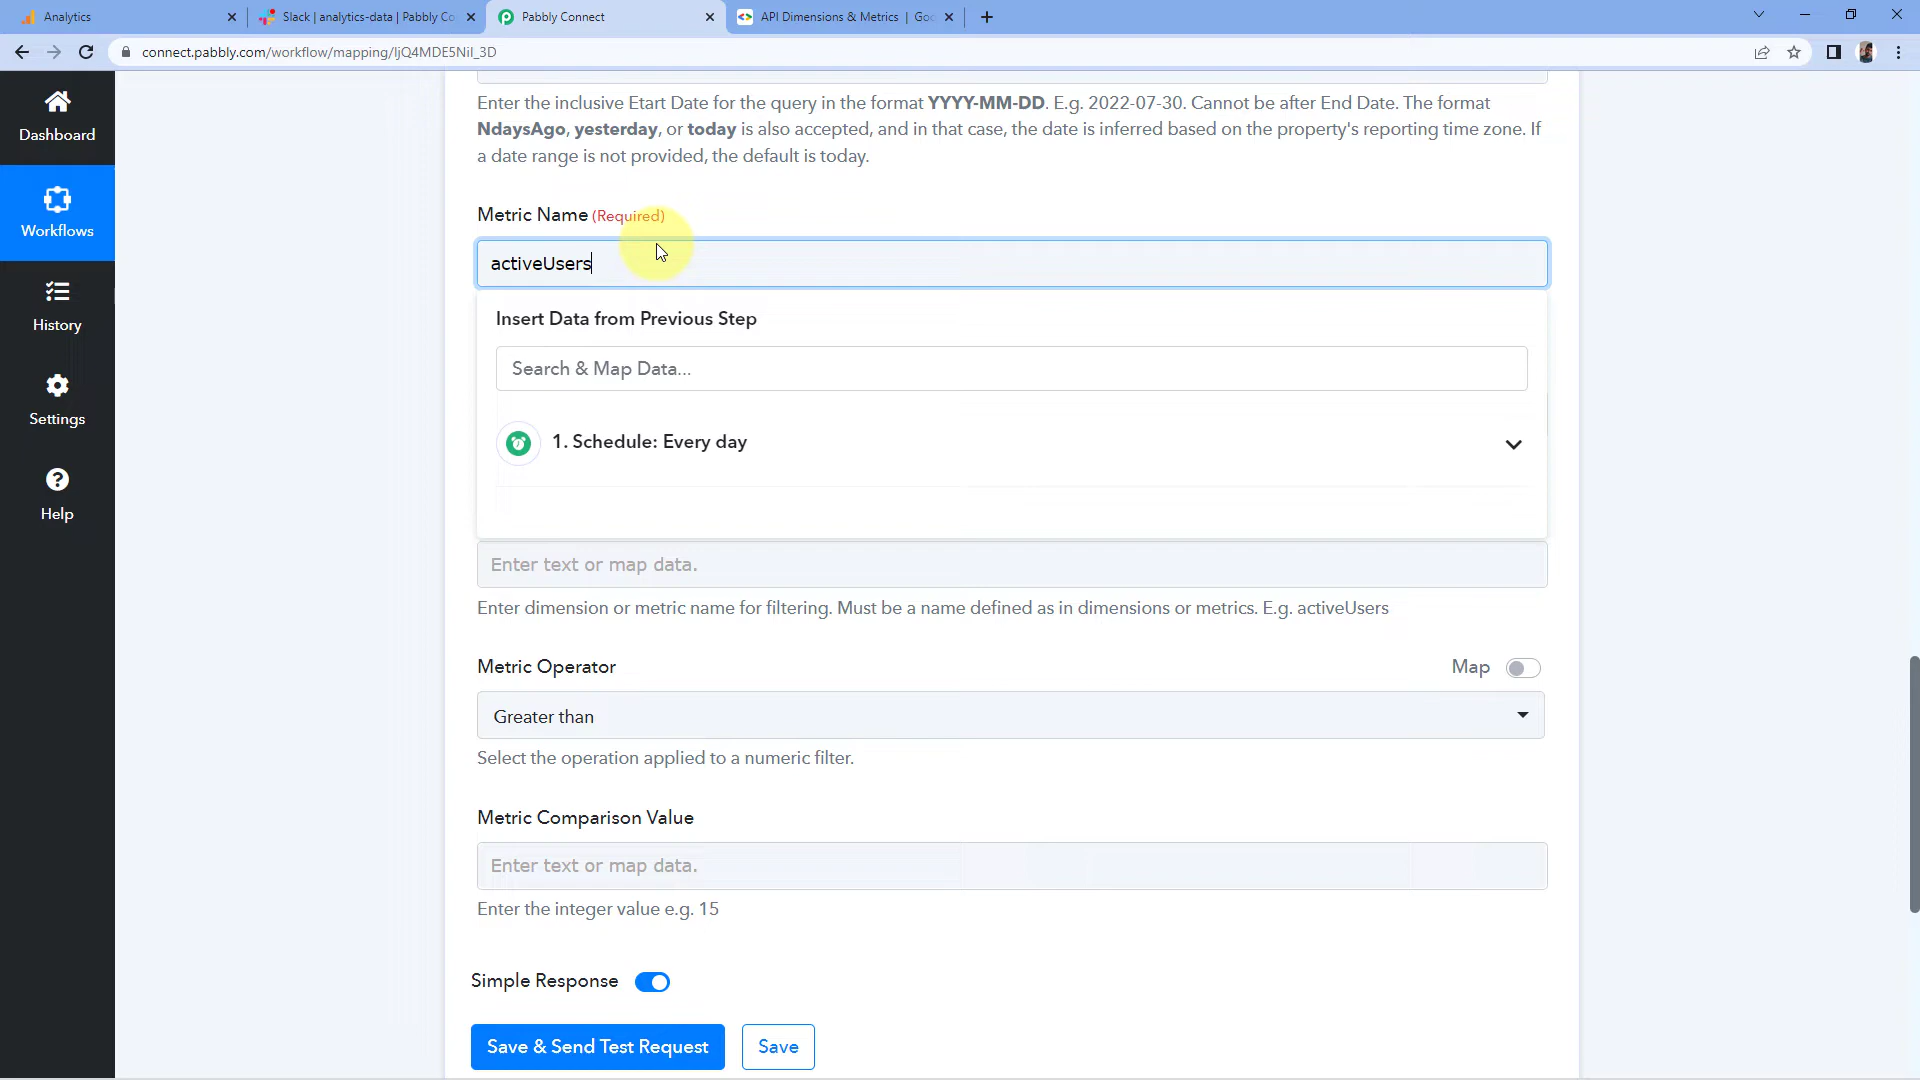 Analytics
Slack | analytics-data | Pabbly Co
Pabbly Connect
API Dimensions & Metrics | Goo
connect.pabbly.com/workflow/mapping/IjQ4MDE5NiI_3D
Dashboard
Workflows
History
Settings
Help
Enter the inclusive Etart Date for the query in the format YYYY-MM-DD. E.g. 2022-07-30. Cannot be after End Date. The format
NdaysAgo, yesterday, or today is also accepted, and in that case, the date is inferred based on the property's reporting time zone. If
a date range is not provided, the default is today.
Metric Name (Required)
activeUsers
Insert Data from Previous Step
Search & Map Data...
1. Schedule: Every day
Enter text or map data.
Enter dimension or metric name for filtering. Must be a name defined as in dimensions or metrics. E.g. activeUsers
Metric Operator
Map
Greater than
Select the operation applied to a numeric filter.
Metric Comparison Value
Enter text or map data.
Enter the integer value e.g. 15
Simple Response
Save & Send Test Request
Save